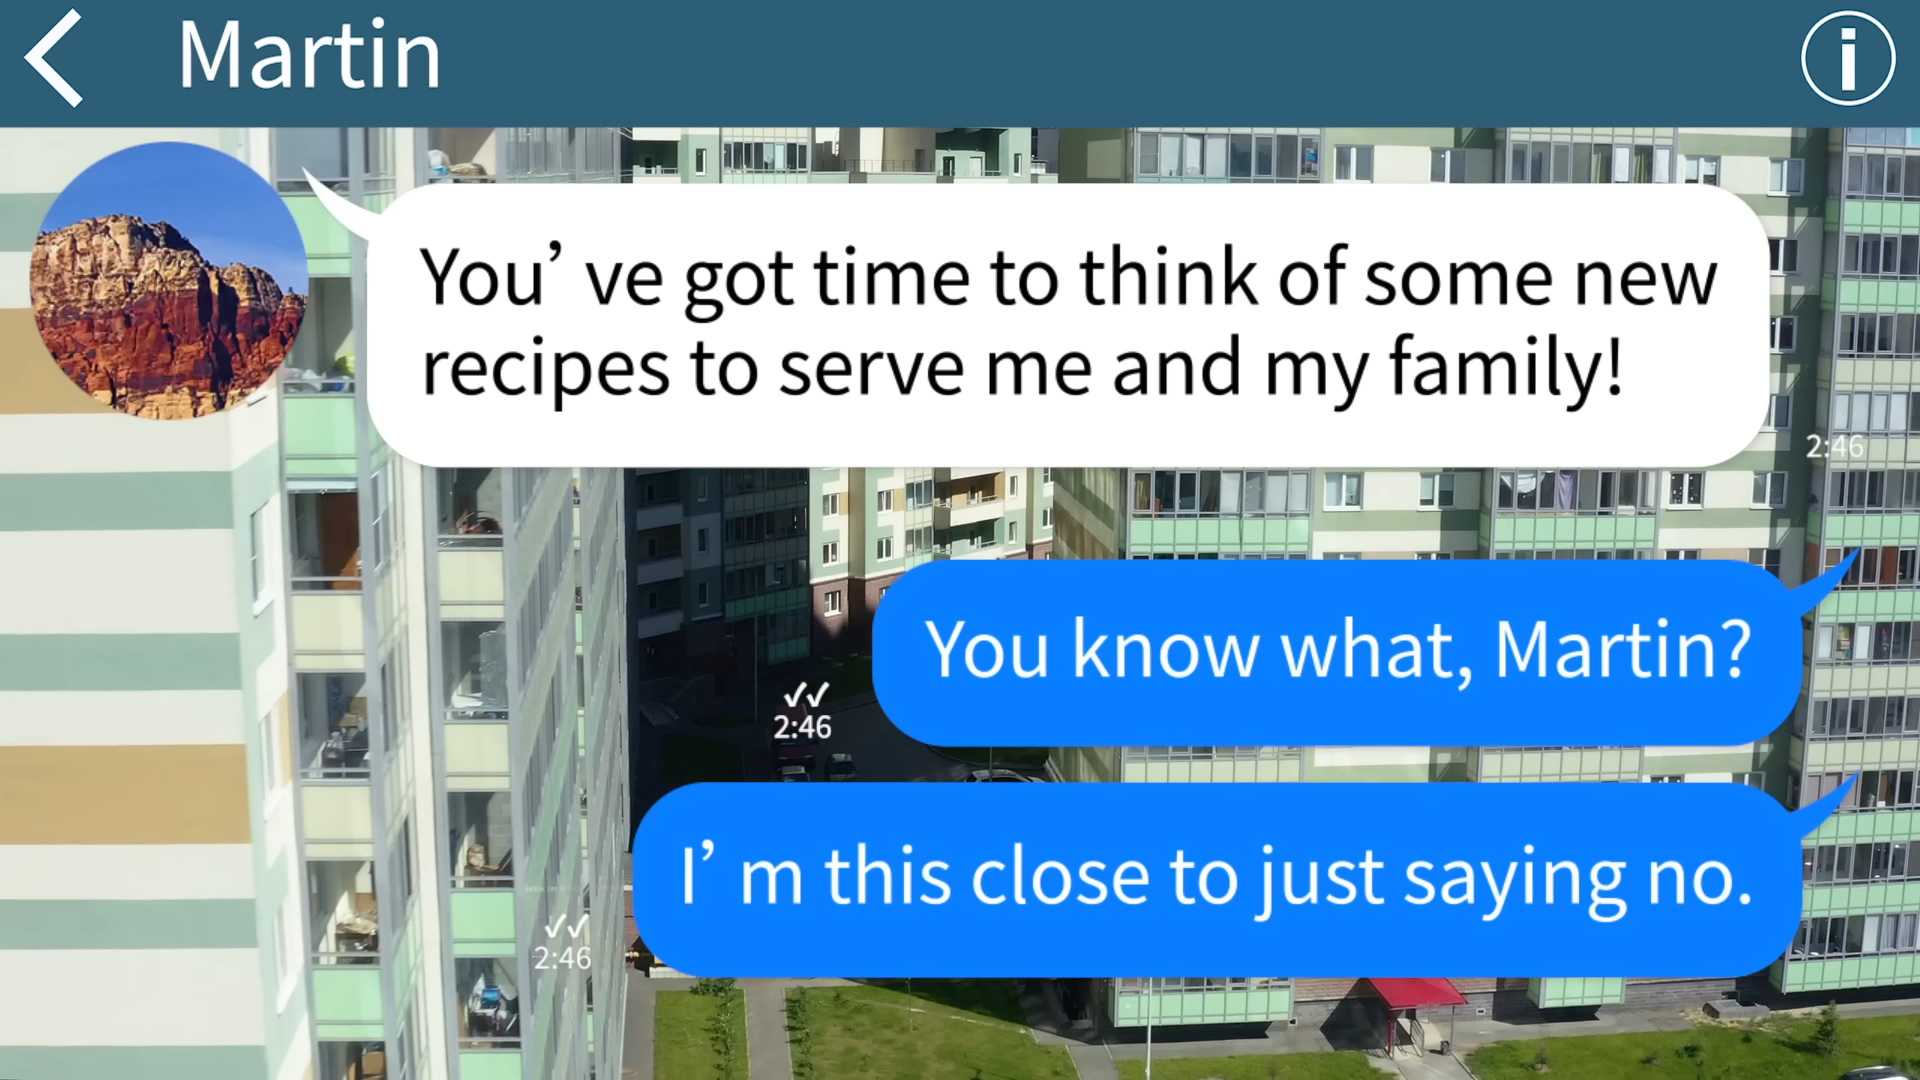 Martin
You’ ve got time to think of some new
recipes to serve me and my family!
2:46
You know what, Martin?
✓✓
2:46
I’ m this close to just saying no.
✓✓
2:46